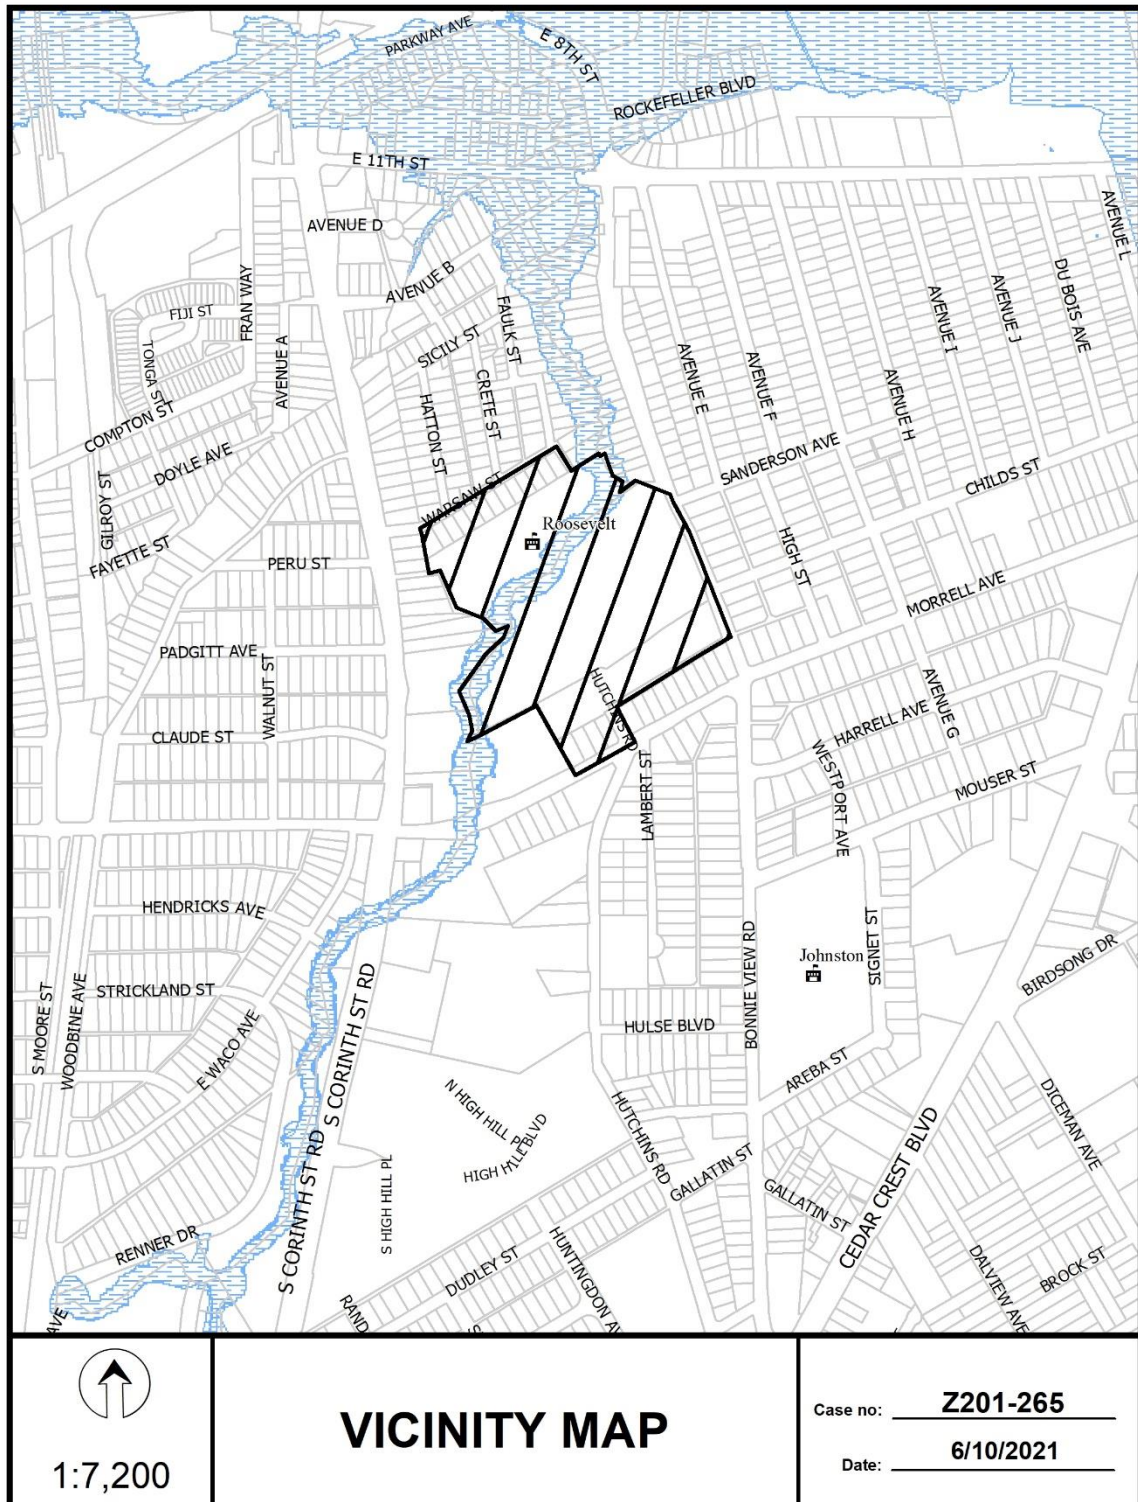 PARKWAY AVE
E 8TH ST
ROCKEFELLER BLVD
E 11TH ST
AVENUE D
AVENUE L
AVENUE B
DU BOIS AVE
AVENUE J
AVENUE I
FRAN WAY
FIJI ST
FAULK ST
SICILY ST
TONGA ST
AVENUE A
CRETE ST
AVENUE E
AVENUE F
AVENUE H
HATTON ST
COMPTON ST
DOYLE AVE
SANDERSON AVE
CHILDS ST
GILROY ST
WARSAW ST
Roosevelt
FAYETTE ST
PERU ST
HIGH ST
MORRELL AVE
PADGITT AVE
WALNUT ST
HUTCHINS RD
AVENUE G
HARRELL AVE
CLAUDE ST
WESTPORT AVE
LAMBERT ST
MOUSER ST
HENDRICKS AVE
SIGNET ST
Johnston
BIRDSONG DR
STRICKLAND ST
BONNIE VIEW RD
S MOORE ST
WOODBINE AVE
S CORINTH ST RD
E WACO AVE
HULSE BLVD
AREBA ST
N HIGH HILL PL
HUTCHINS RD
DICEMAN AVE
HIGH HILL BLVD
S HIGH HILL PL
S CORINTH ST RD
GALLATIN ST
GALLATIN ST
CEDAR CREST BLVD
RENNER DR
DUDLEY ST
HUNTINGDON AV
DALVIEW AVE
BROCK ST
RAND
AVE
1:7,200
VICINITY MAP
Case no: Z201-265
Date: 6/10/2021